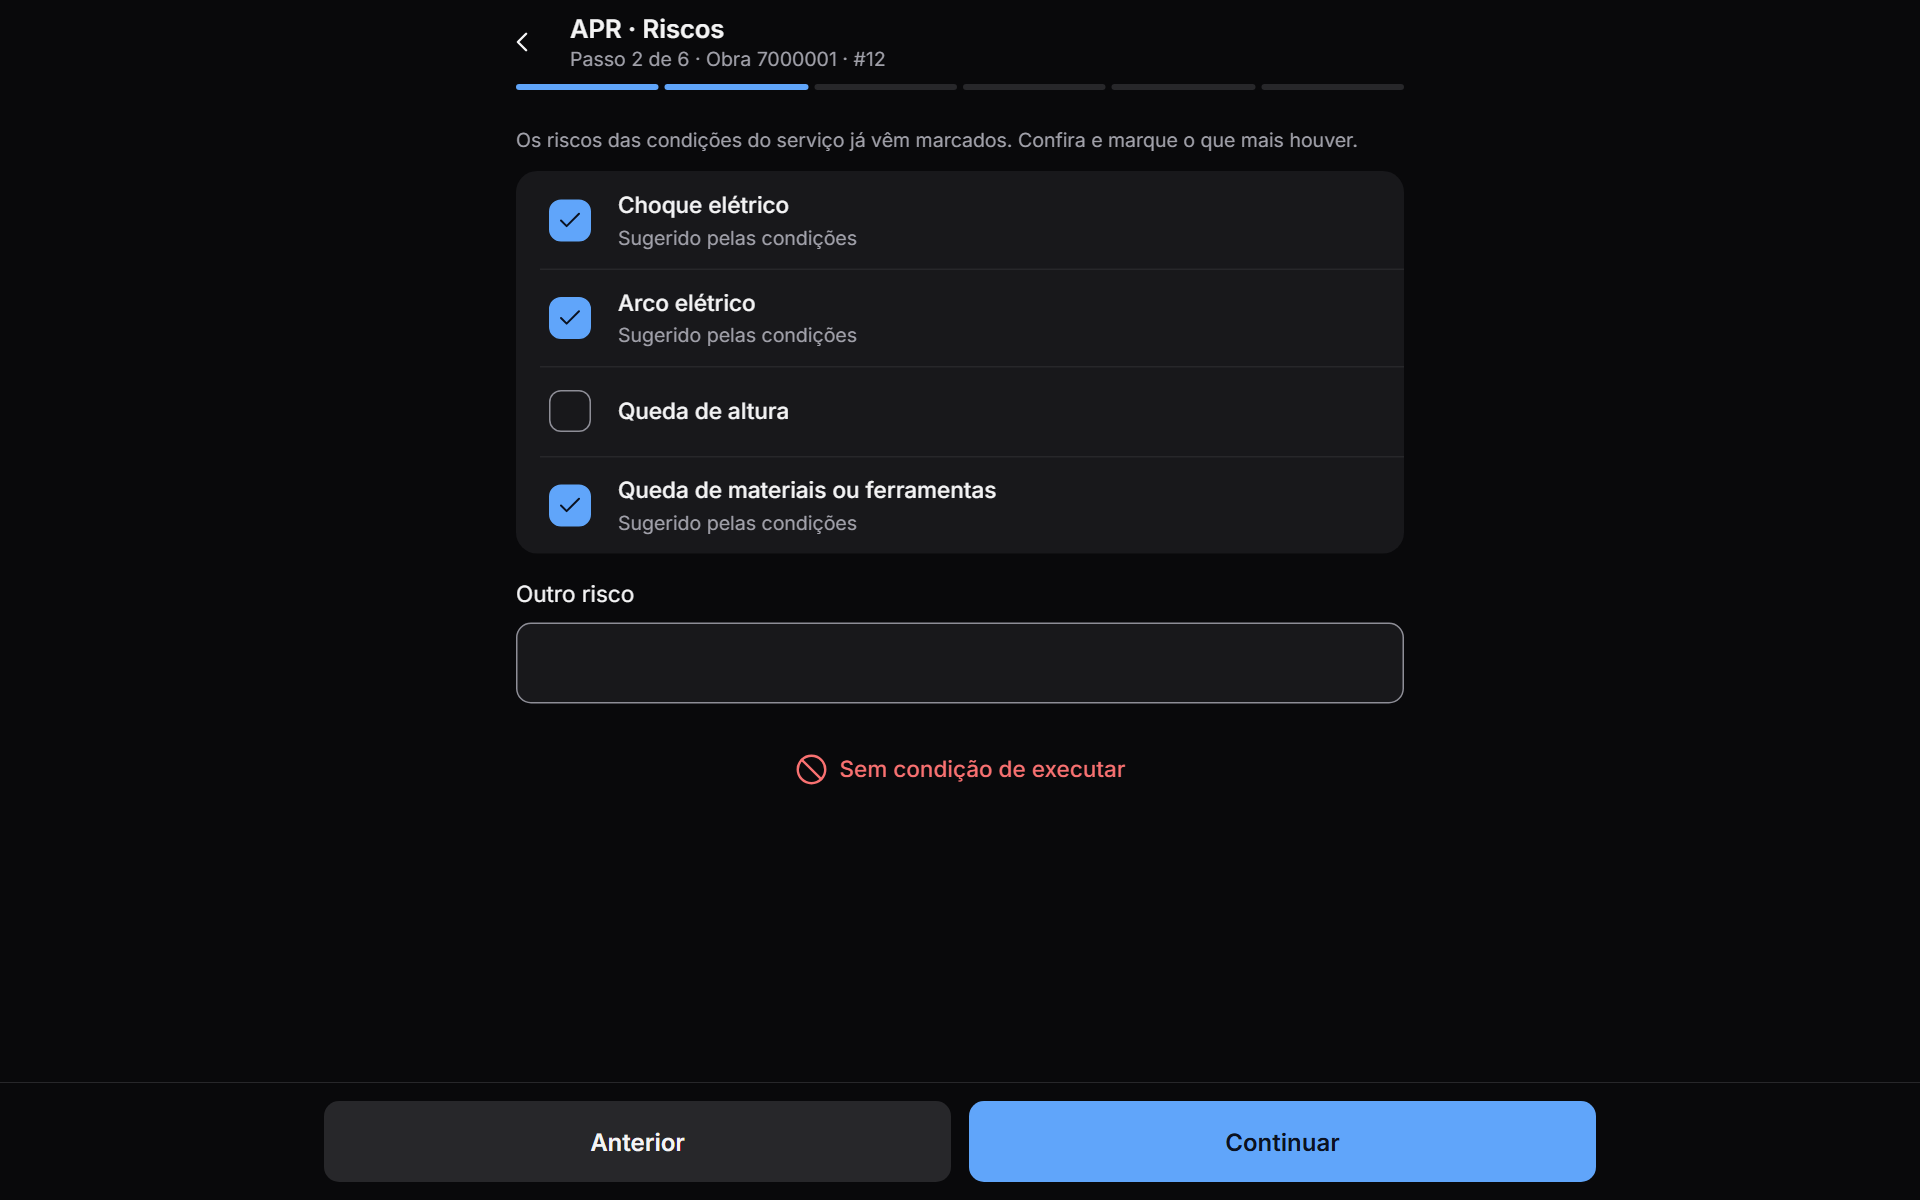 APR · Riscos
Passo 2 de 6 · Obra 7000001 · #12
Os riscos das condições do serviço já vêm marcados. Confira e marque o que mais houver.
Choque elétrico
Sugerido pelas condições
Arco elétrico
Sugerido pelas condições
Queda de altura
Queda de materiais ou ferramentas
Sugerido pelas condições
Outro risco
Sem condição de executar
Anterior
Continuar